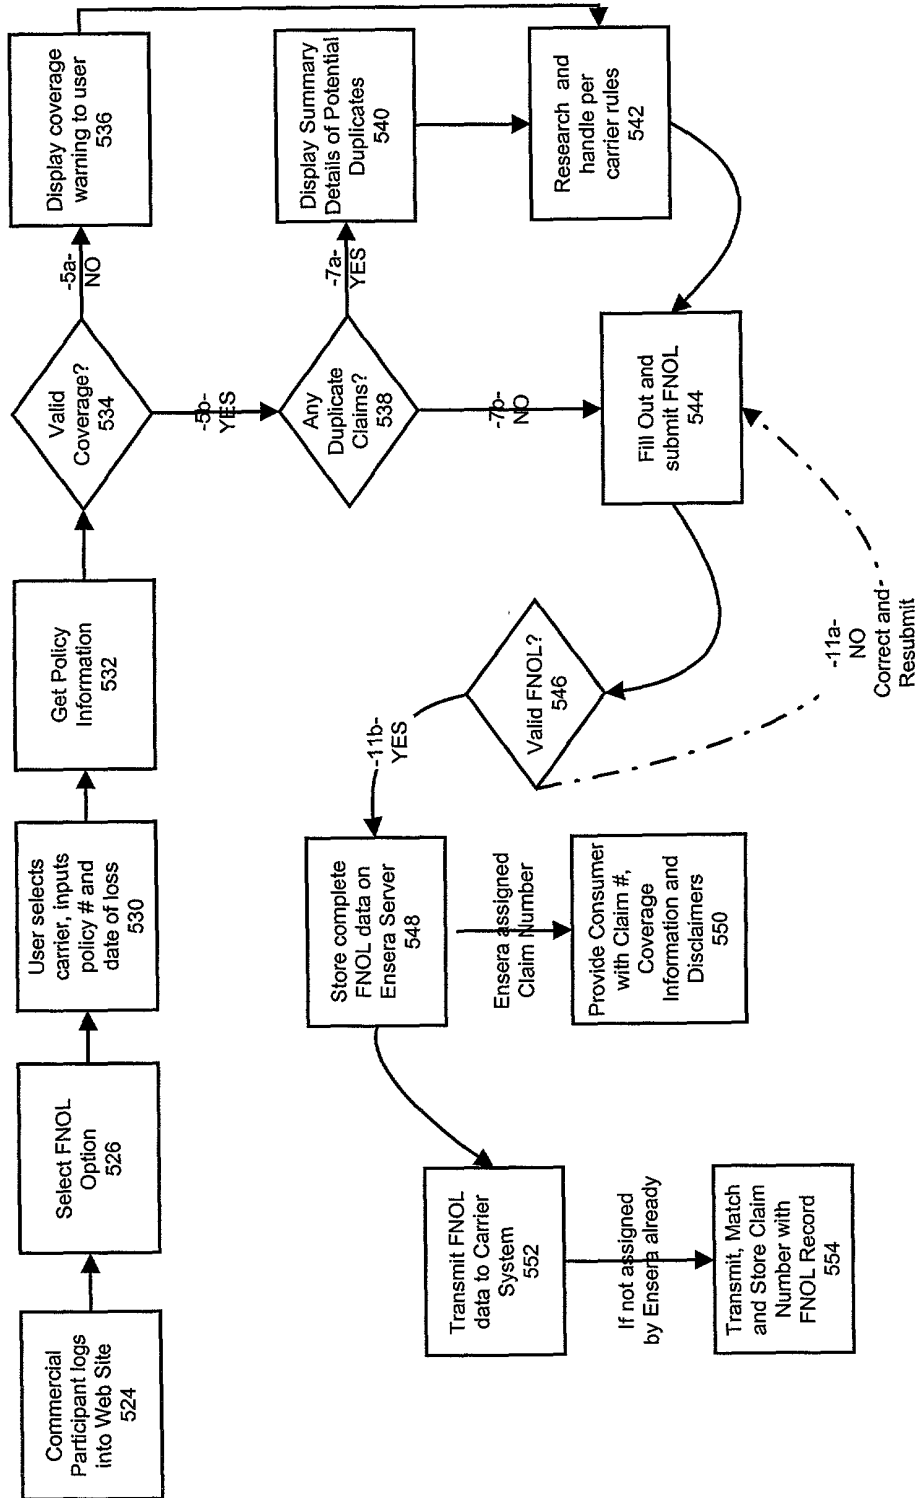 Commercial
Participant logs
into Web Site
524
Select FNOL
Option
526
User selects
carrier, inputs
policy # and
date of loss
530
Get Policy
Information
532
Valid
Coverage?
534
-5a-
NO
Display coverage
warning to user
536
-5b-
YES
Any
Duplicate
Claims?
538
-7a-
YES
Display Summary
Details of Potential
Duplicates
540
Research and
handle per
carrier rules
542
-7b-
NO
Fill Out and
submit FNOL
544
Valid FNOL?
546
-11a-
NO
Correct and
Resubmit
-11b-
YES
Store complete
FNOL data on
Ensera Server
548
Ensera assigned
Claim Number
Provide Consumer
with Claim #,
Coverage
Information and
Disclaimers
550
Transmit FNOL
data to Carrier
System
552
If not assigned
by Ensera already
Transmit, Match
and Store Claim
Number with
FNOL Record
554